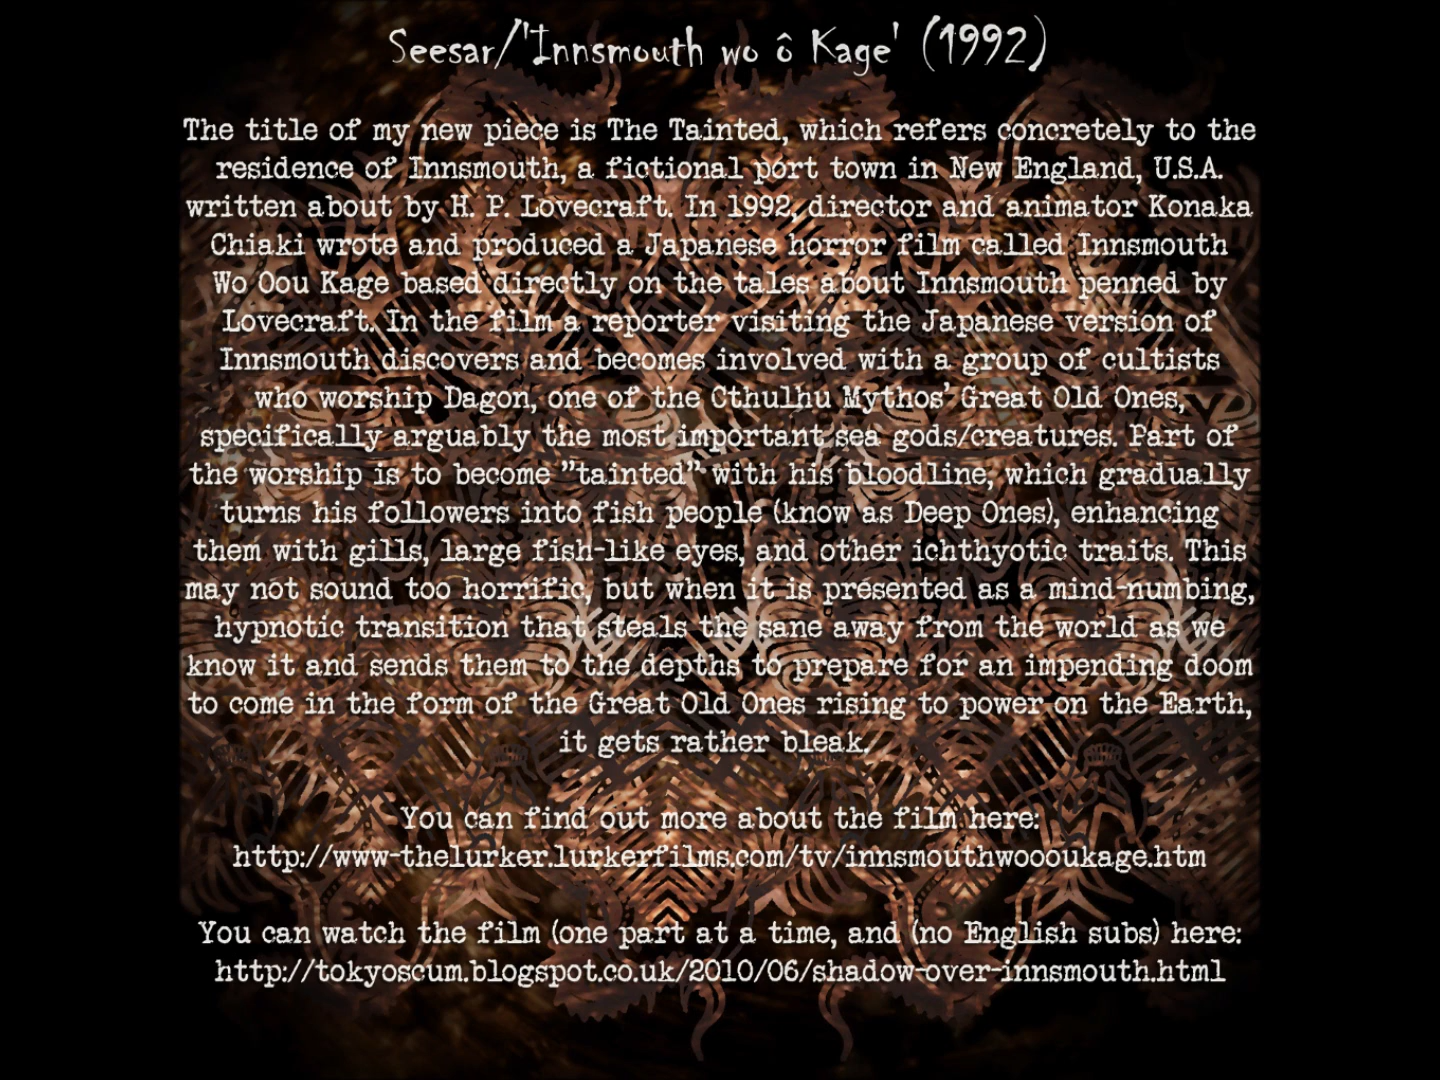 Seesar/'Innsmouth wo ô Kage' (1992)
The title of my new piece is The Tainted, which refers concretely to the
residence of Innsmouth, a fictional port town in New England, U.S.A.
written about by H. P. Lovecraft. In 1992, director and animator Konaka
Chiaki wrote and produced a Japanese horror film called Innsmouth
Wo Oou Kage based directly on the tales about Innsmouth penned by
Lovecraft. In the film a reporter visiting the Japanese version of
Innsmouth discovers and becomes involved with a group of cultists
who worship Dagon, one of the Cthulhu Mythos' Great Old Ones,
specifically arguably the most important sea gods/creatures. Part of
the worship is to become "tainted" with his bloodline, which gradually
turns his followers into fish people (know as Deep Ones), enhancing
them with gills, large fish-like eyes, and other ichthyotic traits. This
may not sound too horrific, but when it is presented as a mind-numbing,
hypnotic transition that steals the sane away from the world as we
know it and sends them to the depths to prepare for an impending doom
to come in the form of the Great Old Ones rising to power on the Earth,
it gets rather bleak.
You can find out more about the film here:
http://www-thelurker.lurkerfilms.com/tv/innsmouthwoooukage.htm
You can watch the film (one part at a time, and (no English subs) here:
http://tokyoscum.blogspot.co.uk/2010/06/shadow-over-innsmouth.html